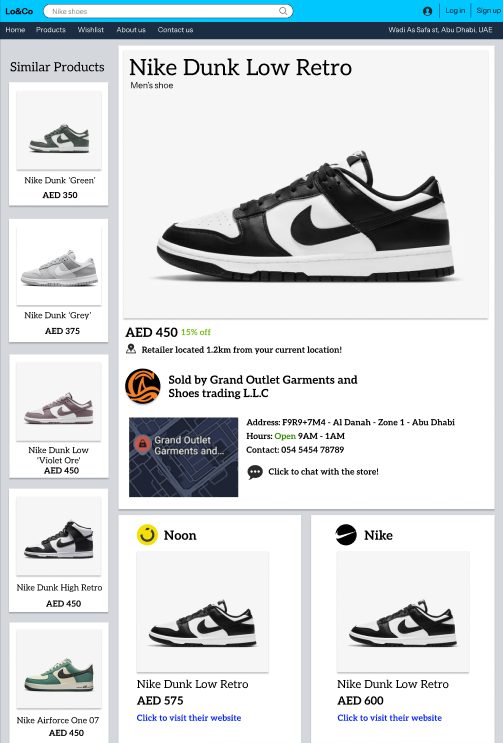 Lo&Co
Nike shoes
Log in
Sign up
Home
Products
Wishlist
About us
Contact us
Wadi As Safa st, Abu Dhabi, UAE
Similar Products
Nike Dunk 'Green'
AED 350
Nike Dunk 'Grey'
AED 375
Nike Dunk Low
'Violet Ore'
AED 450
Nike Dunk High Retro
AED 450
Nike Airforce One 07
AED 450
Nike Dunk Low Retro
Men's shoe
AED 450 15% off
Retailer located 1.2km from your current location!
Sold by Grand Outlet Garments and
Shoes trading L.L.C
Grand Outlet
Garments and...
Address: F9R9+7M4 - Al Danah - Zone 1 - Abu Dhabi
Hours: Open 9AM - 1AM
Contact: 054 5454 78789
Click to chat with the store!
Noon
Nike Dunk Low Retro
AED 575
Click to visit their website
Nike
Nike Dunk Low Retro
AED 600
Click to visit their website